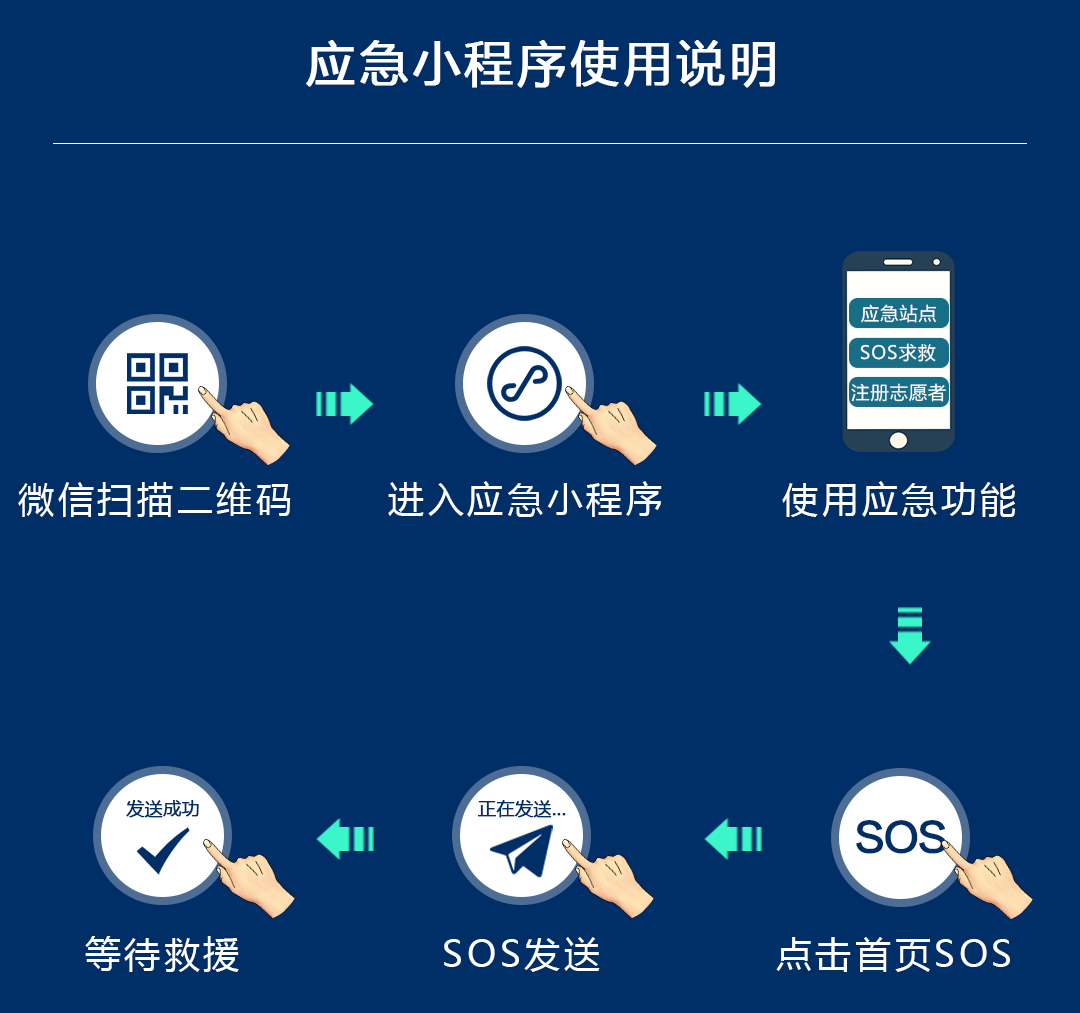 应急小程序使用说明
微信扫描二维码
进入应急小程序
应急站点
SOS求救
注册志愿者
使用应急功能
SOS
点击首页SOS
正在发送...
SOS发送
发送成功
等待救援